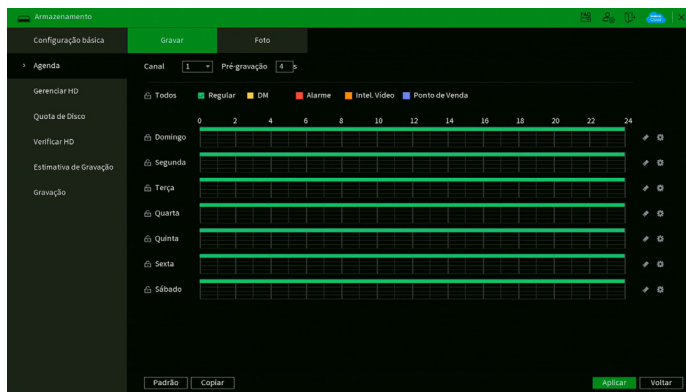 Armazenamento
Configuração básica
Gravar
Foto
Agenda
Canal 1 Pré-gravação 4 s
Gerenciar HD
Todos Regular DM Alarme Intel. Vídeo Ponto de Venda
Quota de Disco
0 2 4 6 8 10 12 14 16 18 20 22 24
Verificar HD
Domingo
Estimativa de Gravação
Segunda
Gravação
Terça
Quarta
Quinta
Sexta
Sábado
Padrão Copiar Aplicar Voltar